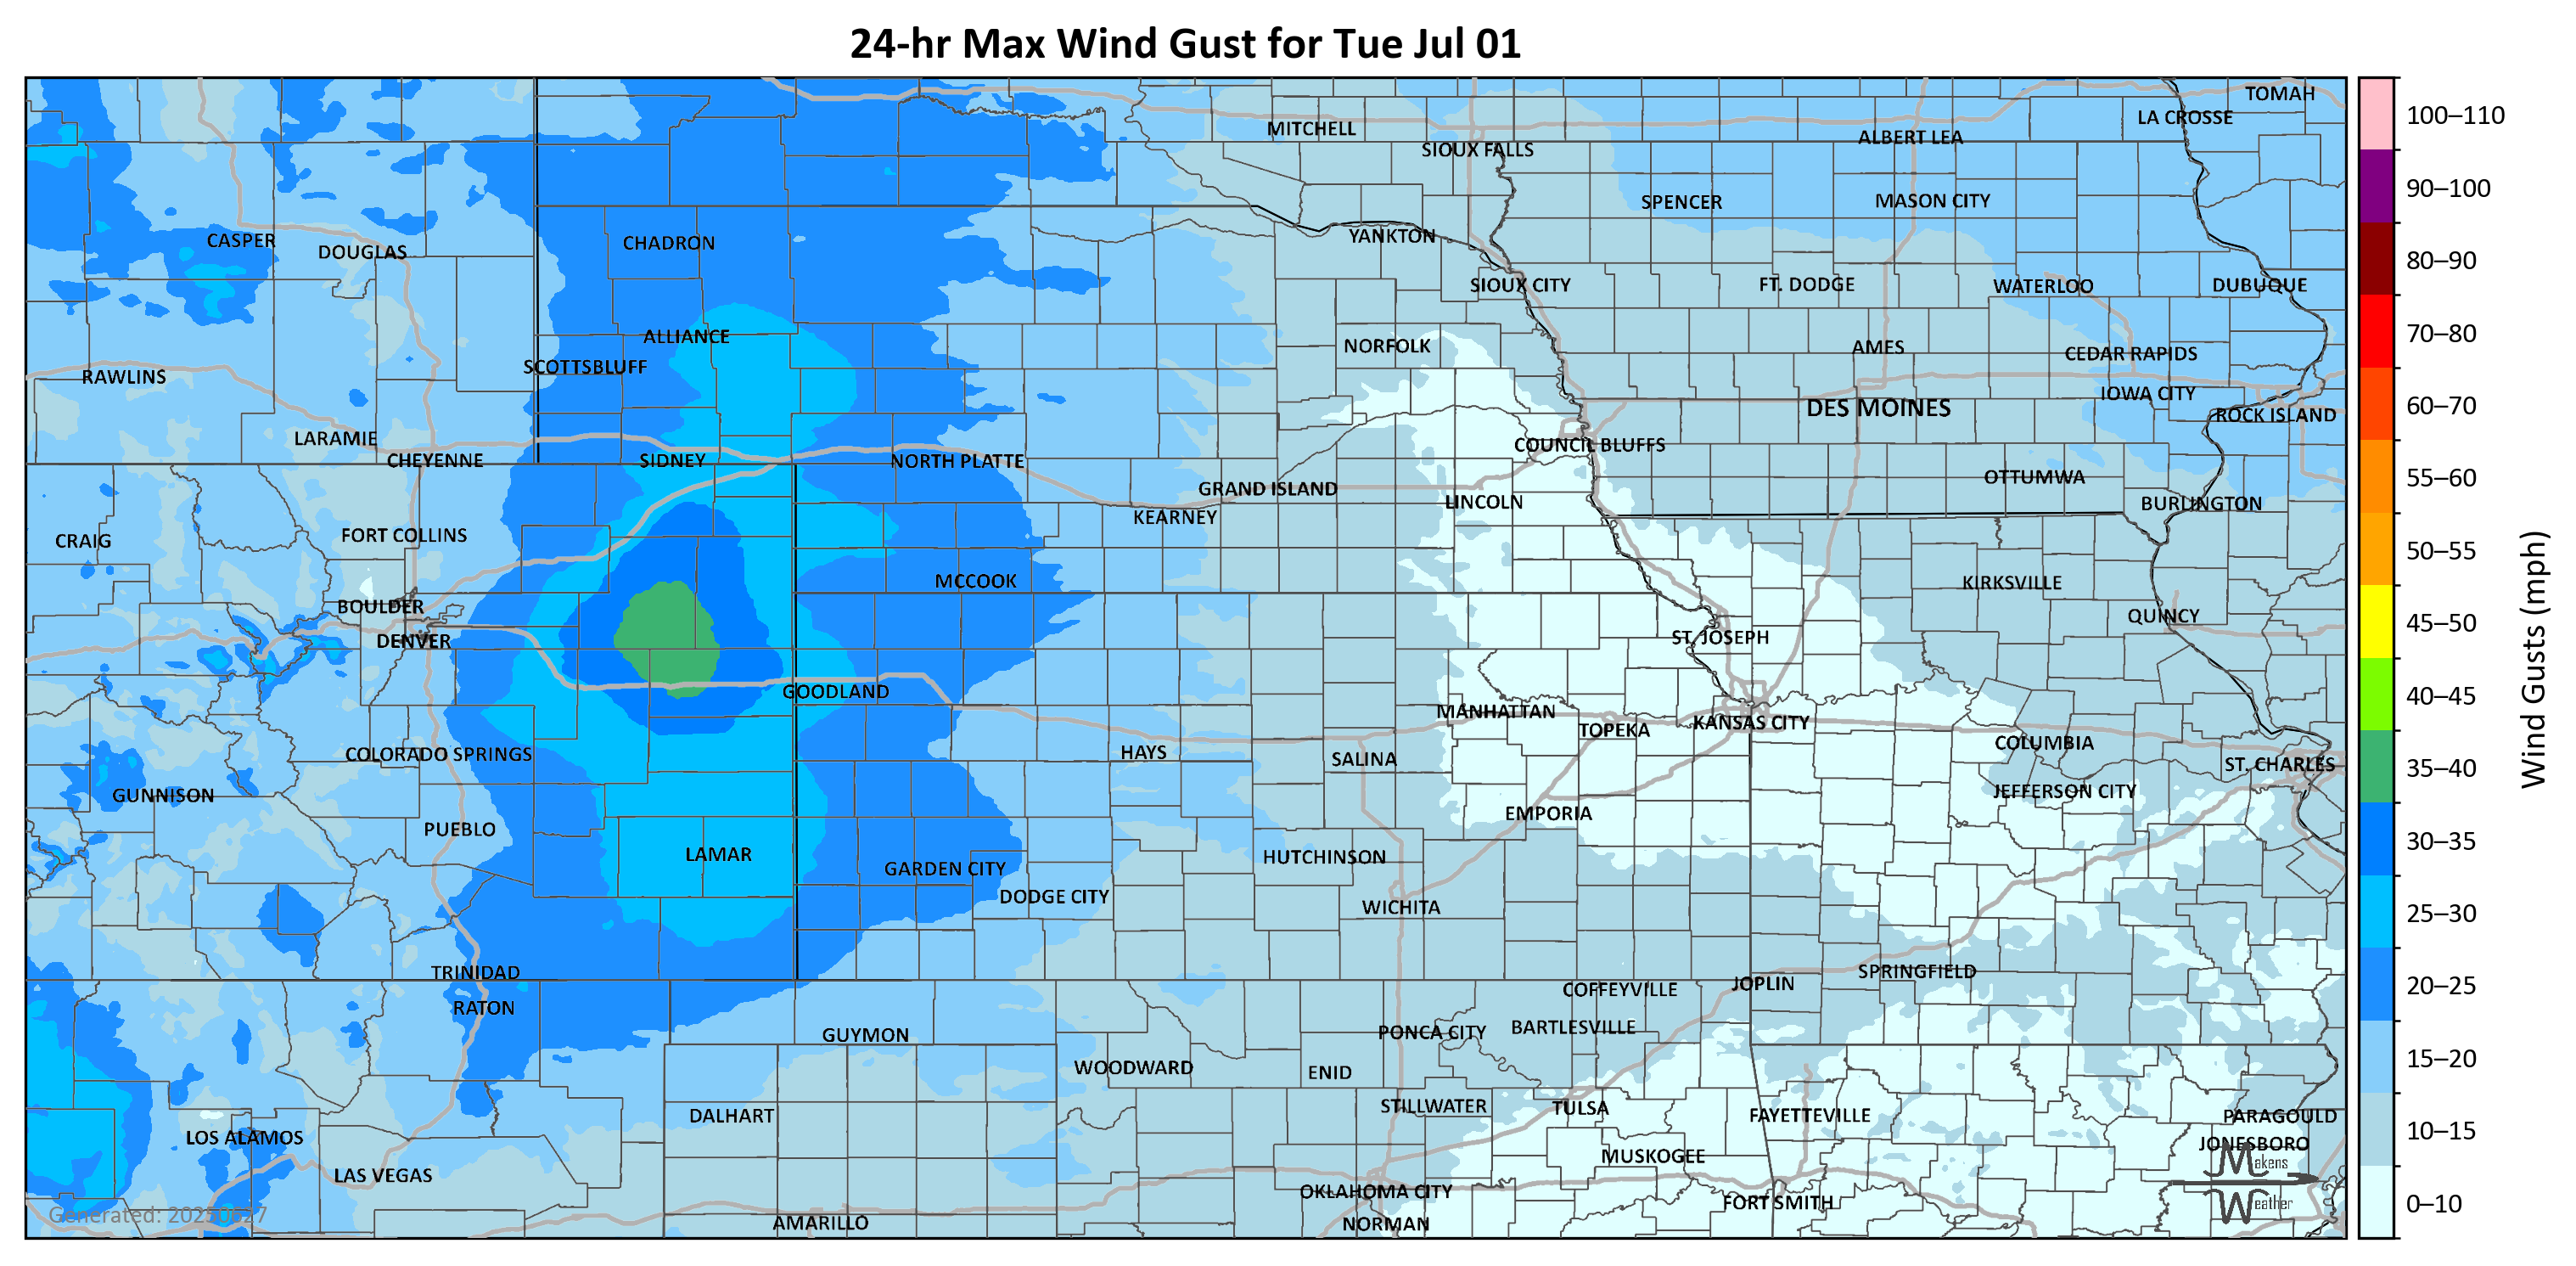 24-hr Max Wind Gust for Tue Jul 01
TOMAH
LA CROSSE
MITCHELL
ALBERT LEA
SIOUX FALLS
SPENCER
MASON CITY
CASPER
DOUGLAS
CHADRON
YANKTON
SIOUX CITY
FT. DODGE
WATERLOO
DUBUQUE
ALLIANCE
NORFOLK
AMES
CEDAR RAPIDS
SCOTTSBLUFF
RAWLINS
IOWA CITY
DES MOINES
ROCK ISLAND
LARAMIE
COUNCIL BLUFFS
CHEYENNE
SIDNEY
NORTH PLATTE
OTTUMWA
GRAND ISLAND
LINCOLN
BURLINGTON
KEARNEY
FORT COLLINS
CRAIG
MCCOOK
KIRKSVILLE
BOULDER
QUINCY
DENVER
ST. JOSEPH
GOODLAND
MANHATTAN
KANSAS CITY
TOPEKA
COLUMBIA
COLORADO SPRINGS
HAYS
SALINA
ST. CHARLES
GUNNISON
JEFFERSON CITY
EMPORIA
PUEBLO
LAMAR
HUTCHINSON
GARDEN CITY
DODGE CITY
WICHITA
TRINIDAD
SPRINGFIELD
JOPLIN
COFFEYVILLE
RATON
GUYMON
PONCA CITY
BARTLESVILLE
WOODWARD
ENID
STILLWATER
TULSA
DALHART
FAYETTEVILLE
PARAGOULD
LOS ALAMOS
JONESBORO
MUSKOGEE
LAS VEGAS
OKLAHOMA CITY
FORT SMITH
AMARILLO
NORMAN
Generated: 20250627
Makens
Weather
100–110
90–100
80–90
70–80
60–70
55–60
50–55
45–50
40–45
35–40
30–35
25–30
20–25
15–20
10–15
0–10
Wind Gusts (mph)